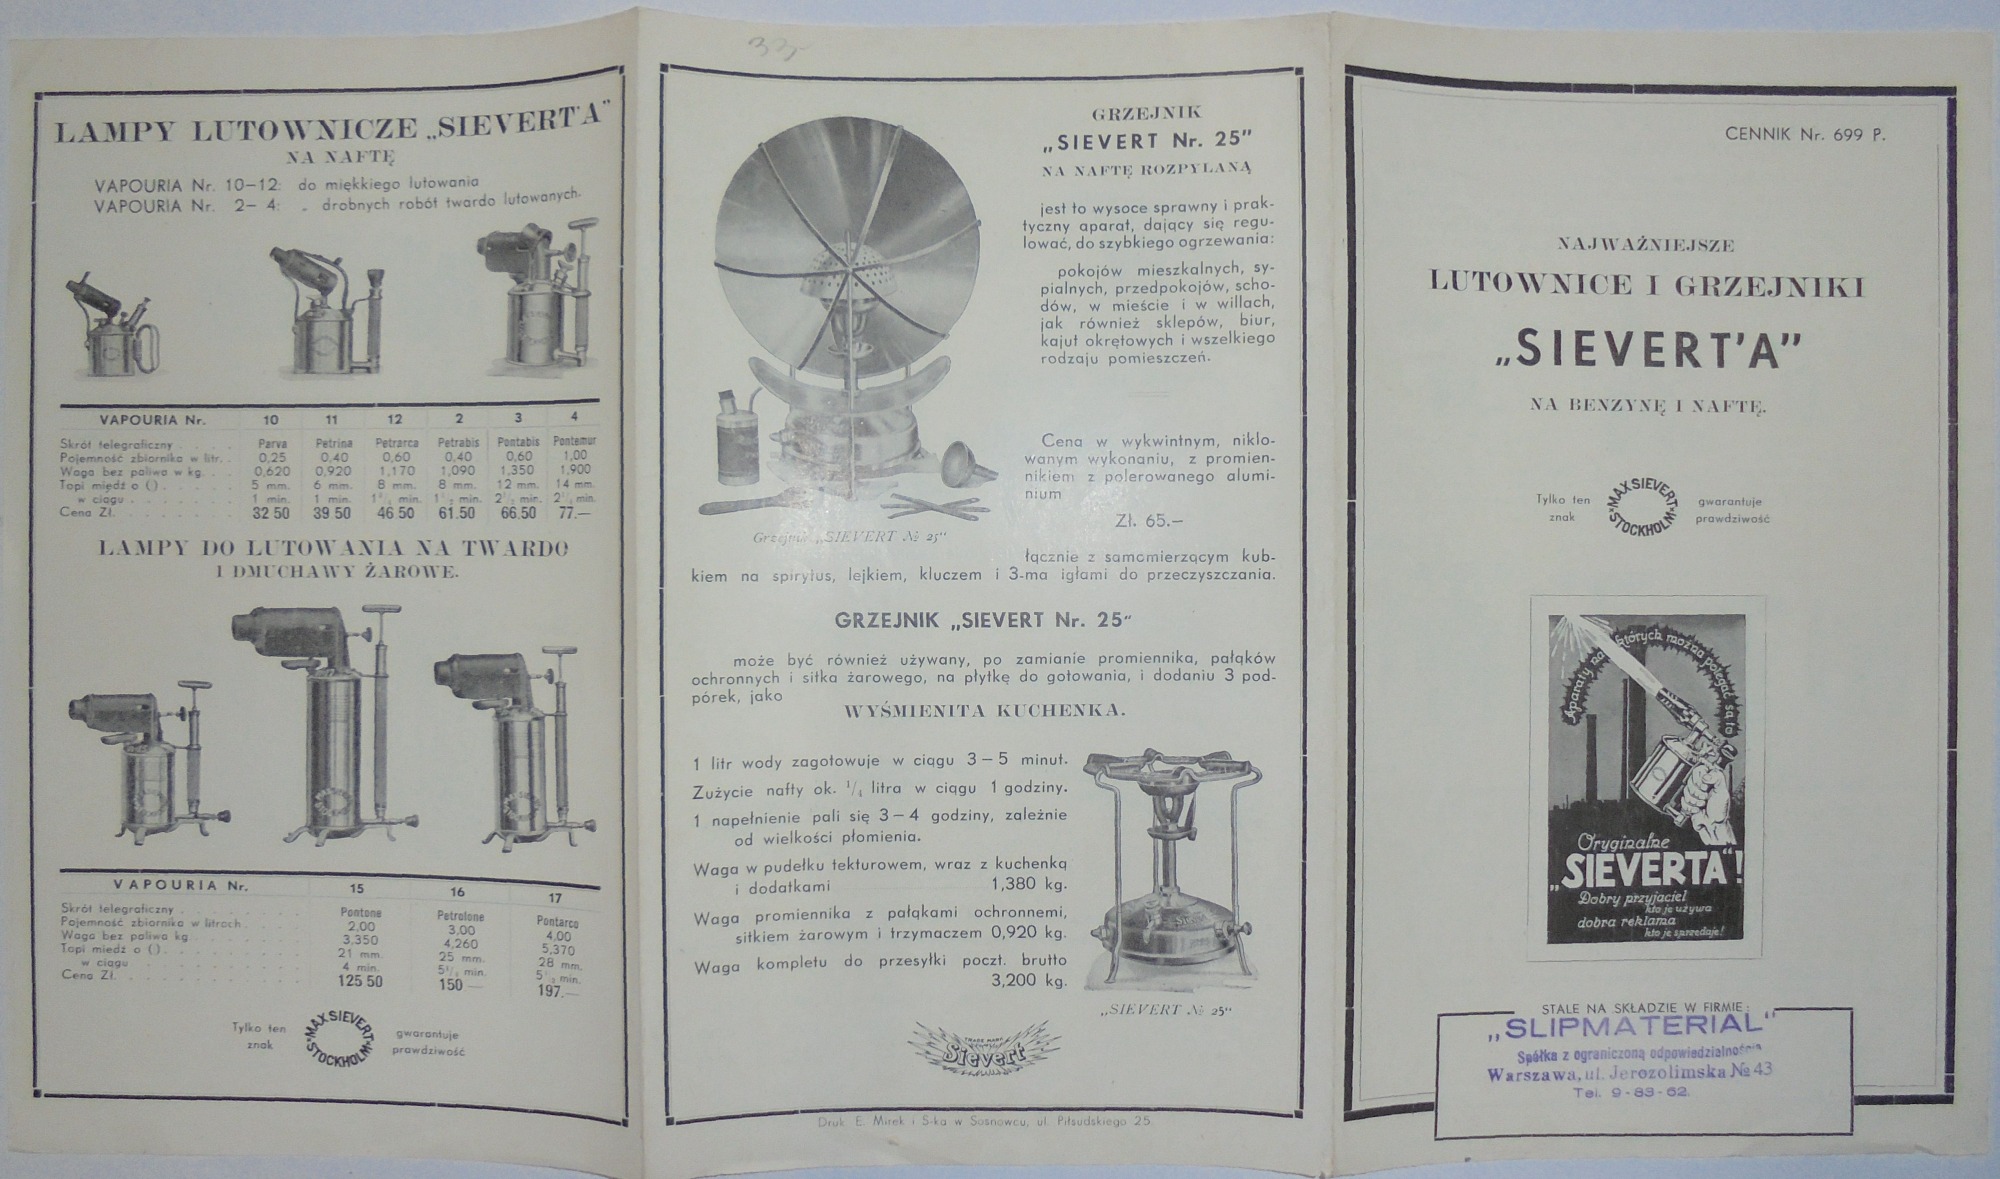 LAMPY LUTOWNICZE „SIEVERT'A"
NA NAFTĘ
VAPOURIA Nr. 10–12: do miękkiego lutowania
VAPOURIA Nr. 2– 4: „ drobnych robót twardo lutowanych.
VAPOURIA Nr. 10 11 12 2 3 4
Skrót telegraficzny . . . . Parva Petrina Petrarca Petrabis Pontabis Pontemur
Pojemność zbiornika w litr. . 0,25 0,40 0,60 0,40 0,60 1,00
Waga bez paliwa w kg. . . 0,620 0,920 1,170 1,090 1,350 1,900
Topi miedź o () . . . . . 5 mm. 6 mm. 8 mm. 8 mm. 12 mm. 14 mm.
w ciągu . . . . . . . 1 min. 1 min. min. min. min. min.
Cena Zł. . . . . . . . . 32 50 39 50 46 50 61.50 66.50 77.—
LAMPY DO LUTOWANIA NA TWARDO
I DMUCHAWY ŻAROWE.
VAPOURIA Nr. 15 16 17
Skrót telegraficzny . . . . . . . Pontone Petrolone Pontarco
Pojemność zbiornika w litrach . . . 2,00 3,00 4,00
Waga bez paliwa kg . . . . . . 3,350 4,260 5,370
Topi miedź o () . . . . . . . 21 mm. 25 mm. 28 mm.
w ciągu . . . . . . . . 4 min. min. min.
Cena Zł. . . . . . . . . . 125 50 150 — 197.—
Tylko ten znak
MAX SIEVERT
STOCKHOLM
gwarantuje prawdziwość
GRZEJNIK
„SIEVERT Nr. 25"
NA NAFTĘ ROZPYLANĄ
jest to wysoce sprawny i prak-
tyczny aparat, dający się regu-
lować, do szybkiego ogrzewania:
pokojów mieszkalnych, sy-
pialnych, przedpokojów, scho-
dów, w mieście i w willach,
jak również sklepów, biur,
kajut okrętowych i wszelkiego
rodzaju pomieszczeń.
Cena w wykwintnym, niklo-
wanym wykonaniu, z promien-
nikiem z polerowanego alumi-
nium
Zł. 65.—
Grzejnik „SIEVERT № 25"
łącznie z samomierzącym kub-
kiem na spirytus, lejkiem, kluczem i 3-ma igłami do przeczyszczania.
GRZEJNIK „SIEVERT Nr. 25"
może być również używany, po zamianie promiennika, pałąków
ochronnych i sitka żarowego, na płytkę do gotowania, i dodaniu 3 pod-
pórek, jako
WYŚMIENITA KUCHENKA.
1 litr wody zagotowuje w ciągu 3 – 5 minut.
Zużycie nafty ok. 1/4 litra w ciągu 1 godziny.
1 napełnienie pali się 3 – 4 godziny, zależnie
od wielkości płomienia.
Waga w pudełku tekturowem, wraz z kuchenką
i dodatkami 1,380 kg.
Waga promiennika z pałąkami ochronnemi,
sitkiem żarowym i trzymaczem 0,920 kg.
Waga kompletu do przesyłki poczt. brutto
3,200 kg.
„SIEVERT № 25"
TRADE MARK
Sievert
Druk E. Mirek i S-ka w Sosnowcu, ul. Piłsudskiego 25
CENNIK Nr. 699 P.
NAJWAŻNIEJSZE
LUTOWNICE I GRZEJNIKI
„SIEVERT'A"
NA BENZYNĘ I NAFTĘ.
Tylko ten znak
MAX SIEVERT
STOCKHOLM
gwarantuje prawdziwość
Aparaty na których można polegać są to
Oryginalne
„SIEVERTA"!
Dobry przyjaciel
kto je używa
dobra reklama
kto je sprzedaje!
STALE NA SKŁADZIE W FIRMIE:
„SLIPMATERIAL"
Spółka z ograniczoną odpowiedzialnością
Warszawa, ul. Jerozolimska № 43
Tel. 9-83-62.